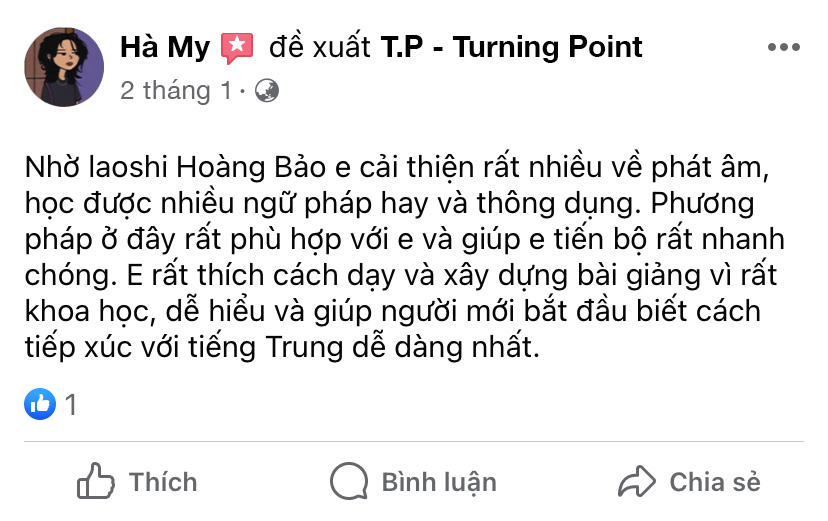 Hà My đề xuất T.P - Turning Point
2 tháng 1 ·
Nhờ laoshi Hoàng Bảo e cải thiện rất nhiều về phát âm,
học được nhiều ngữ pháp hay và thông dụng. Phương
pháp ở đây rất phù hợp với e và giúp e tiến bộ rất nhanh
chóng. E rất thích cách dạy và xây dựng bài giảng vì rất
khoa học, dễ hiểu và giúp người mới bắt đầu biết cách
tiếp xúc với tiếng Trung dễ dàng nhất.
1
Thích Bình luận Chia sẻ